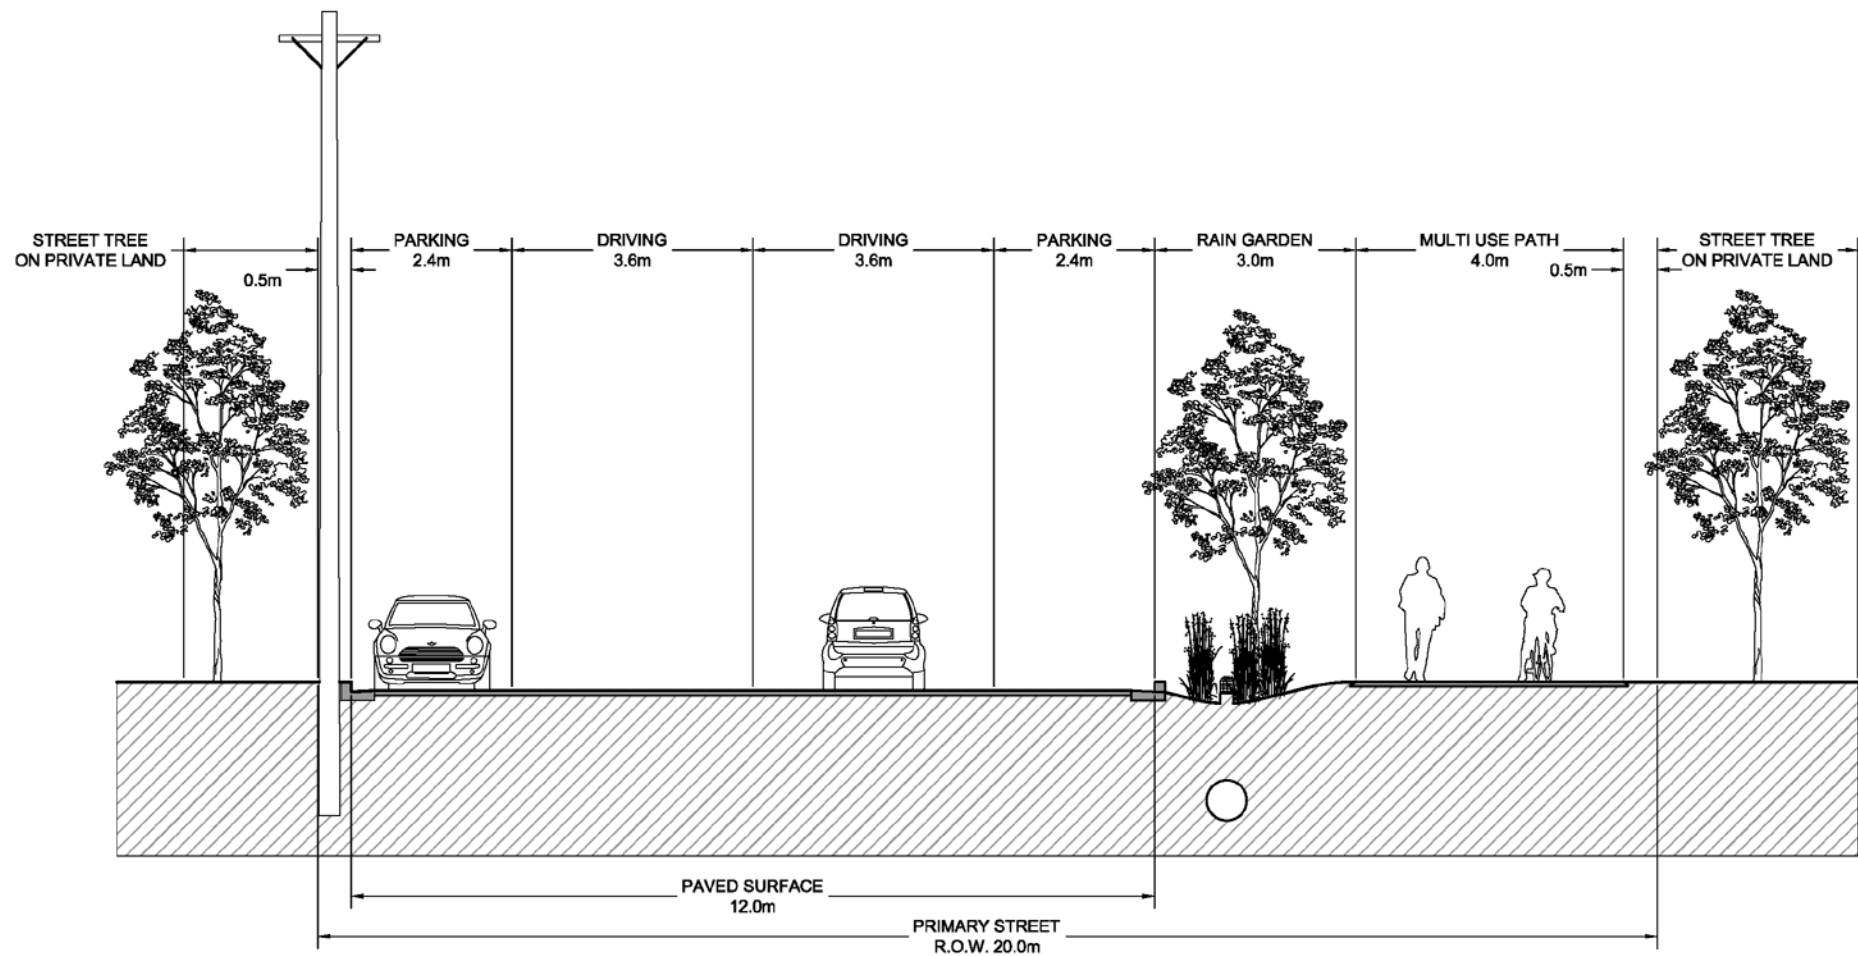 STREET TREE
ON PRIVATE LAND
0.5m
PARKING
2.4m
DRIVING
3.6m
DRIVING
3.6m
PARKING
2.4m
RAIN GARDEN
3.0m
MULTI USE PATH
4.0m
0.5m
STREET TREE
ON PRIVATE LAND
PAVED SURFACE
12.0m
PRIMARY STREET
R.O.W. 20.0m